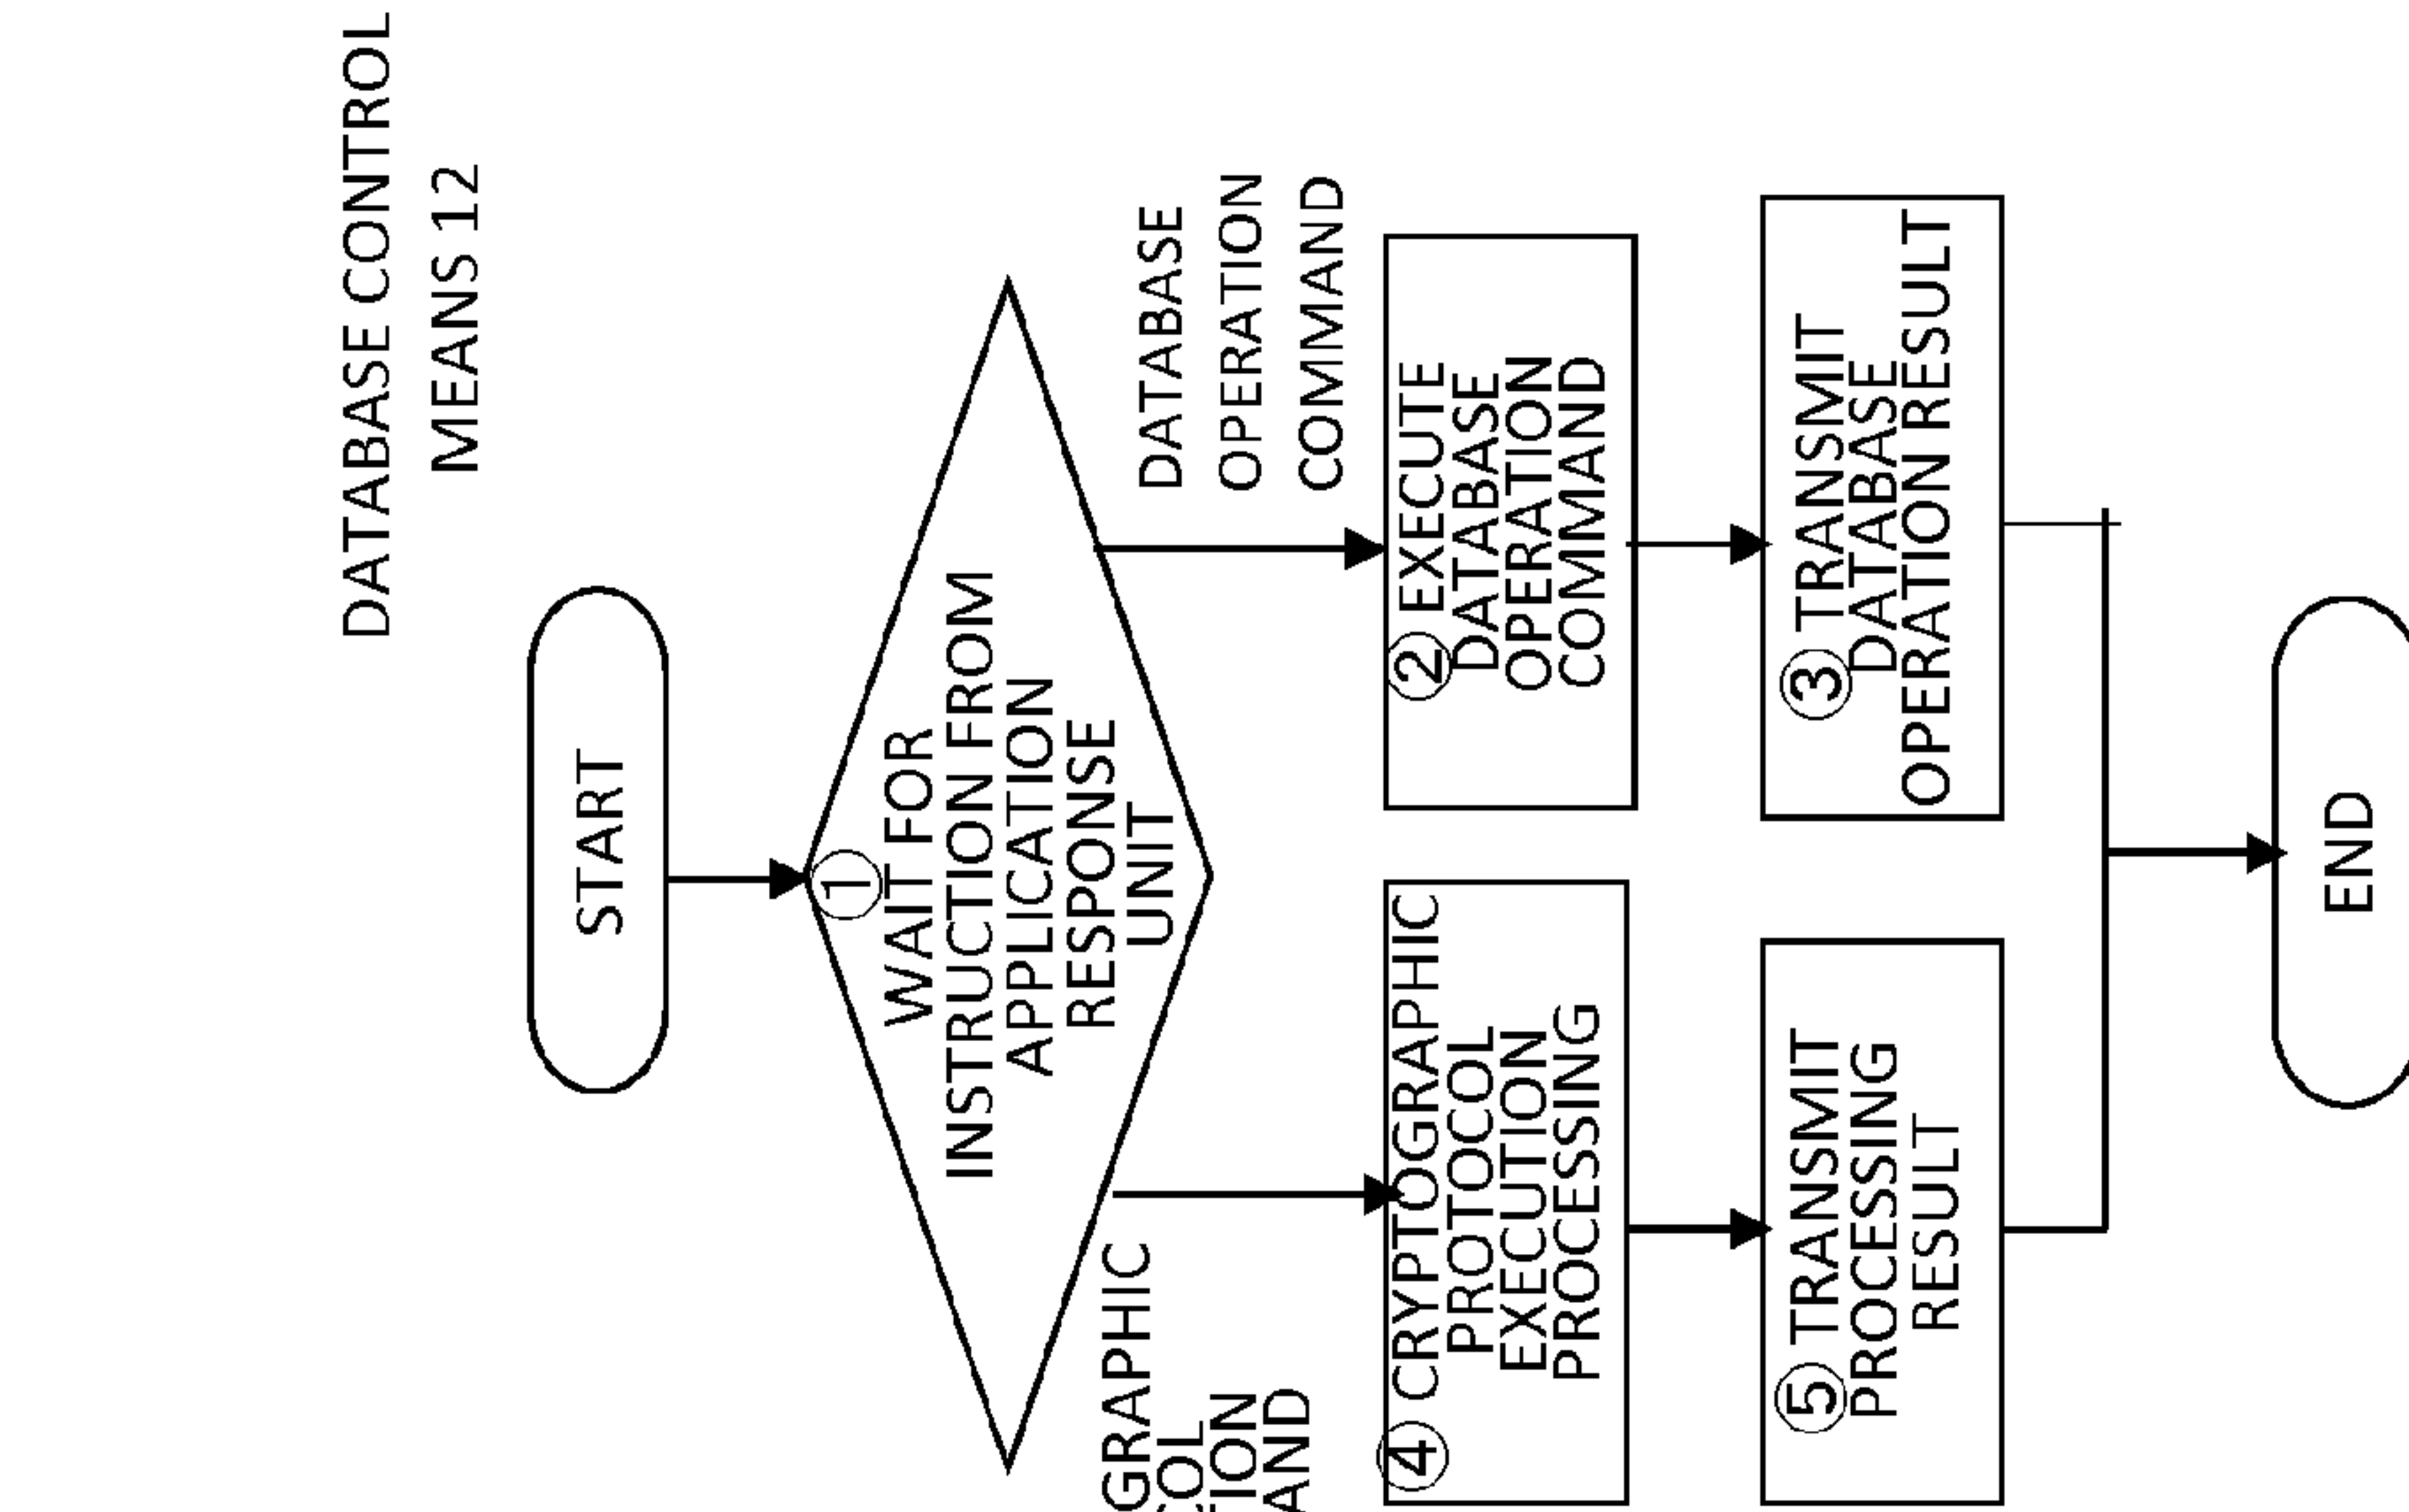 DATABASE CONTROL
MEANS 12
START
①
WAIT FOR
INSTRUCTION FROM
APPLICATION
RESPONSE
UNIT
DATABASE
OPERATION
COMMAND
② EXECUTE
DATABASE
OPERATION
COMMAND
③ TRANSMIT
DATABASE
OPERATION RESULT
④ CRYPTOGRAPHIC
PROTOCOL
EXECUTION
PROCESSING
⑤ TRANSMIT
PROCESSING
RESULT
END